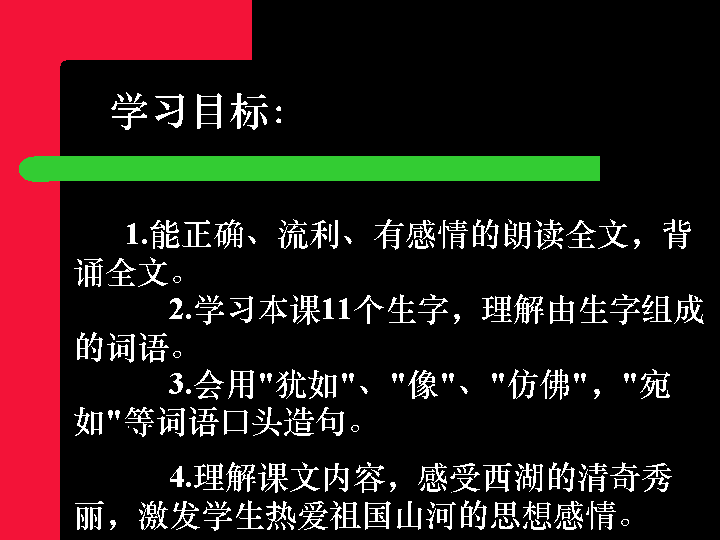 学习目标:
1.能正确、流利、有感情的朗读全文，背
诵全文。
2.学习本课11个生字，理解由生字组成
的词语。
3.会用"犹如"、"像"、"仿佛"，"宛
如"等词语口头造句。
4.理解课文内容，感受西湖的清奇秀
丽，激发学生热爱祖国山河的思想感情。